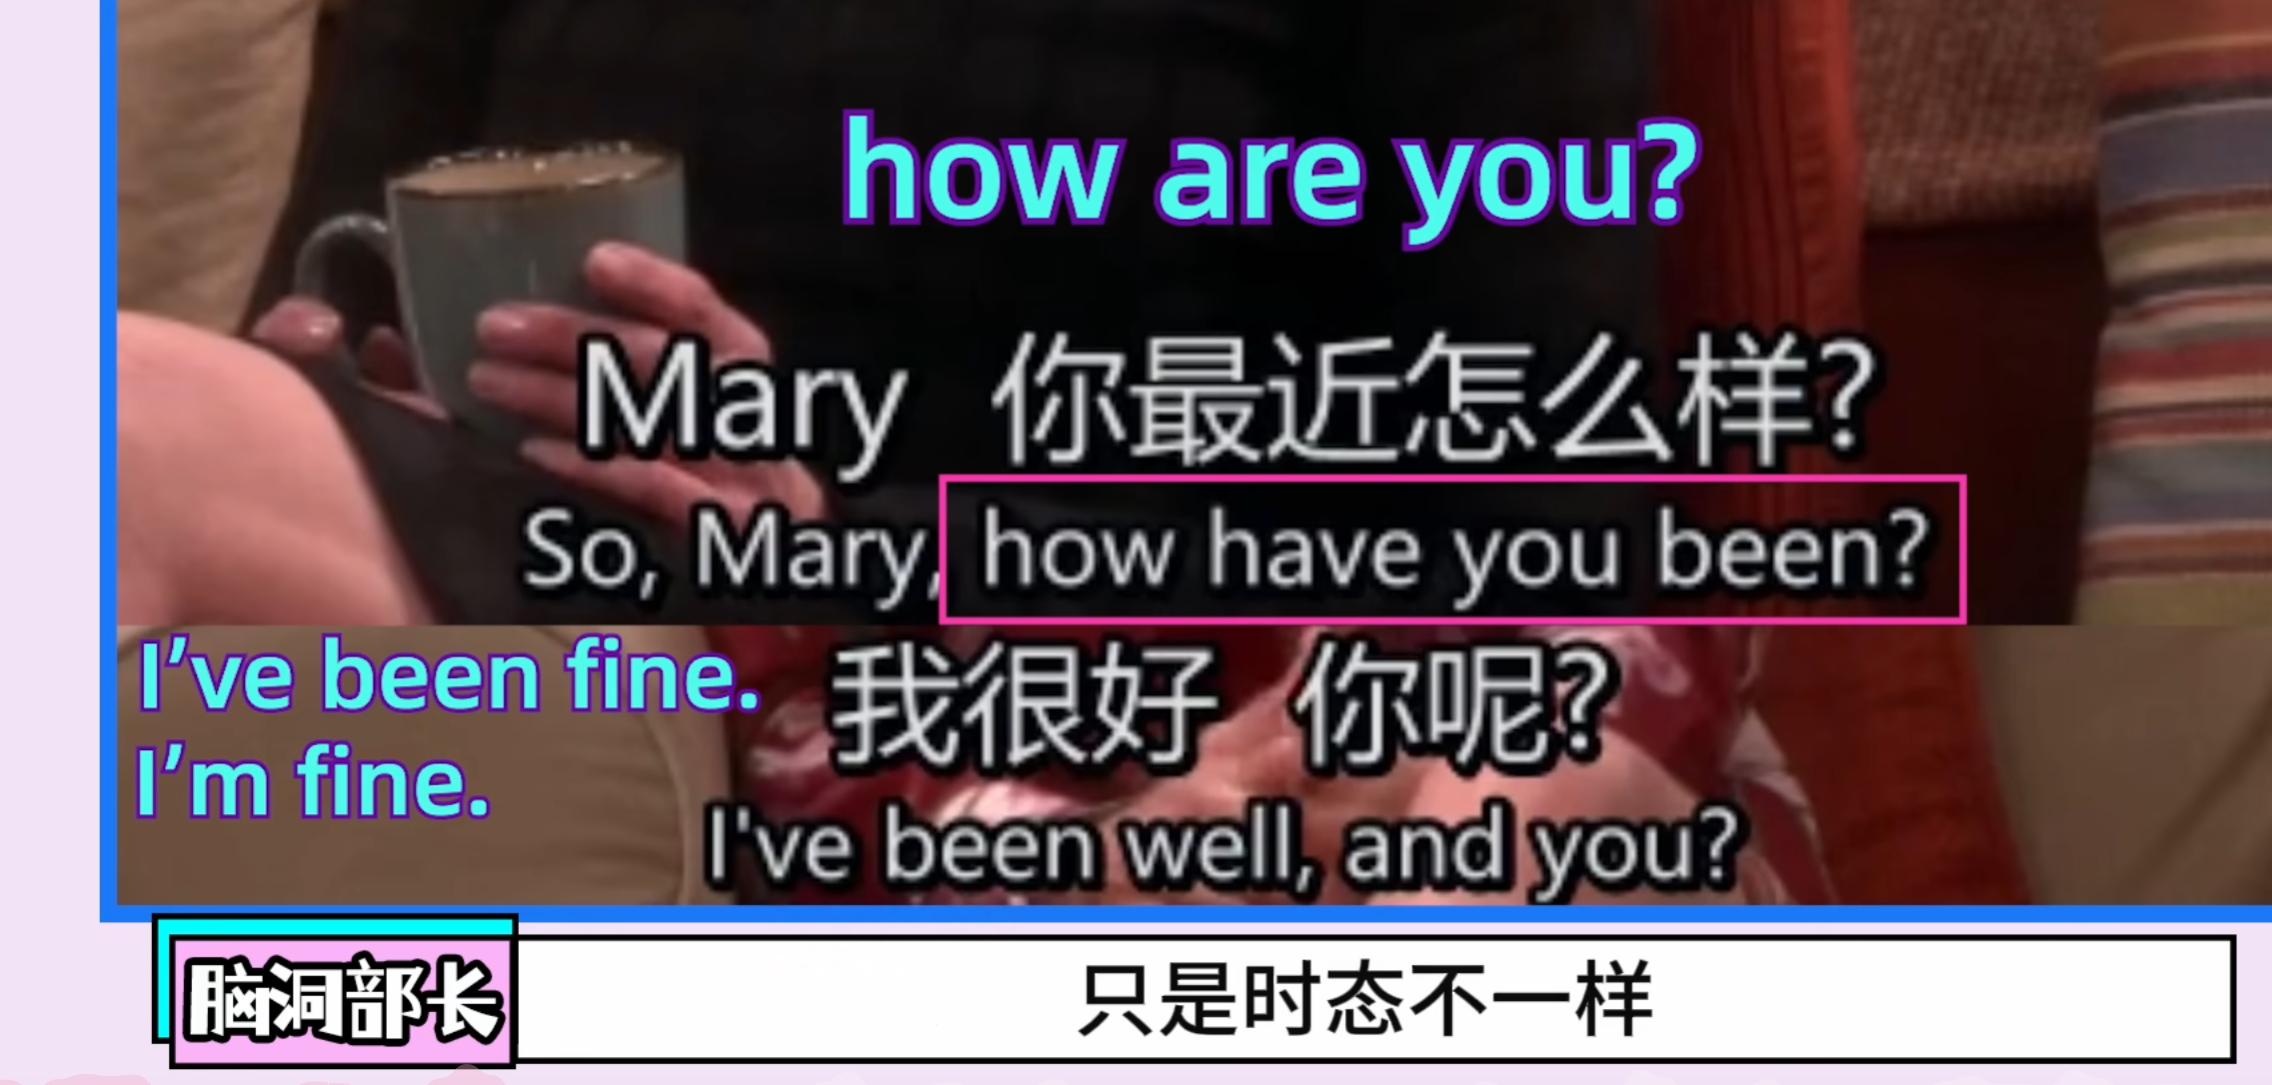 how are you?
Mary 你最近怎么样?
So, Mary, how have you been?
I've been fine.
I'm fine.
我很好 你呢?
I've been well, and you?
脑洞部长
只是时态不一样